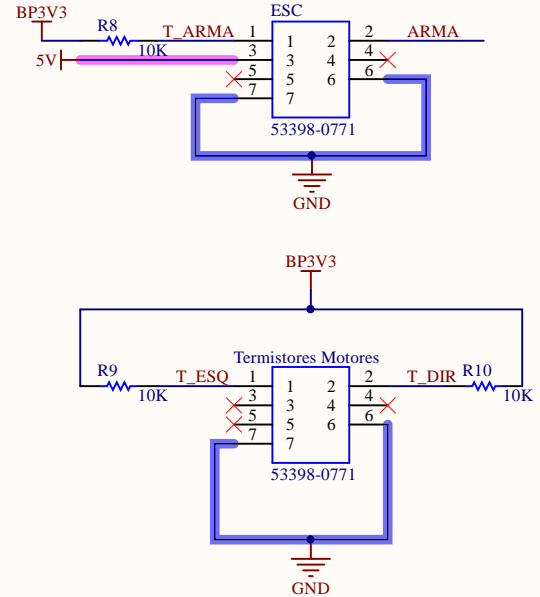 BP3V3
ESC
R8
T_ARMA
1
1
2
2
ARMA
10K
5V
3
3
4
4
5
5
6
6
7
7
53398-0771
GND
BP3V3
Termistores Motores
R9
T_ESQ
1
1
2
2
T_DIR
R10
10K
3
3
4
4
10K
5
5
6
6
7
7
53398-0771
GND